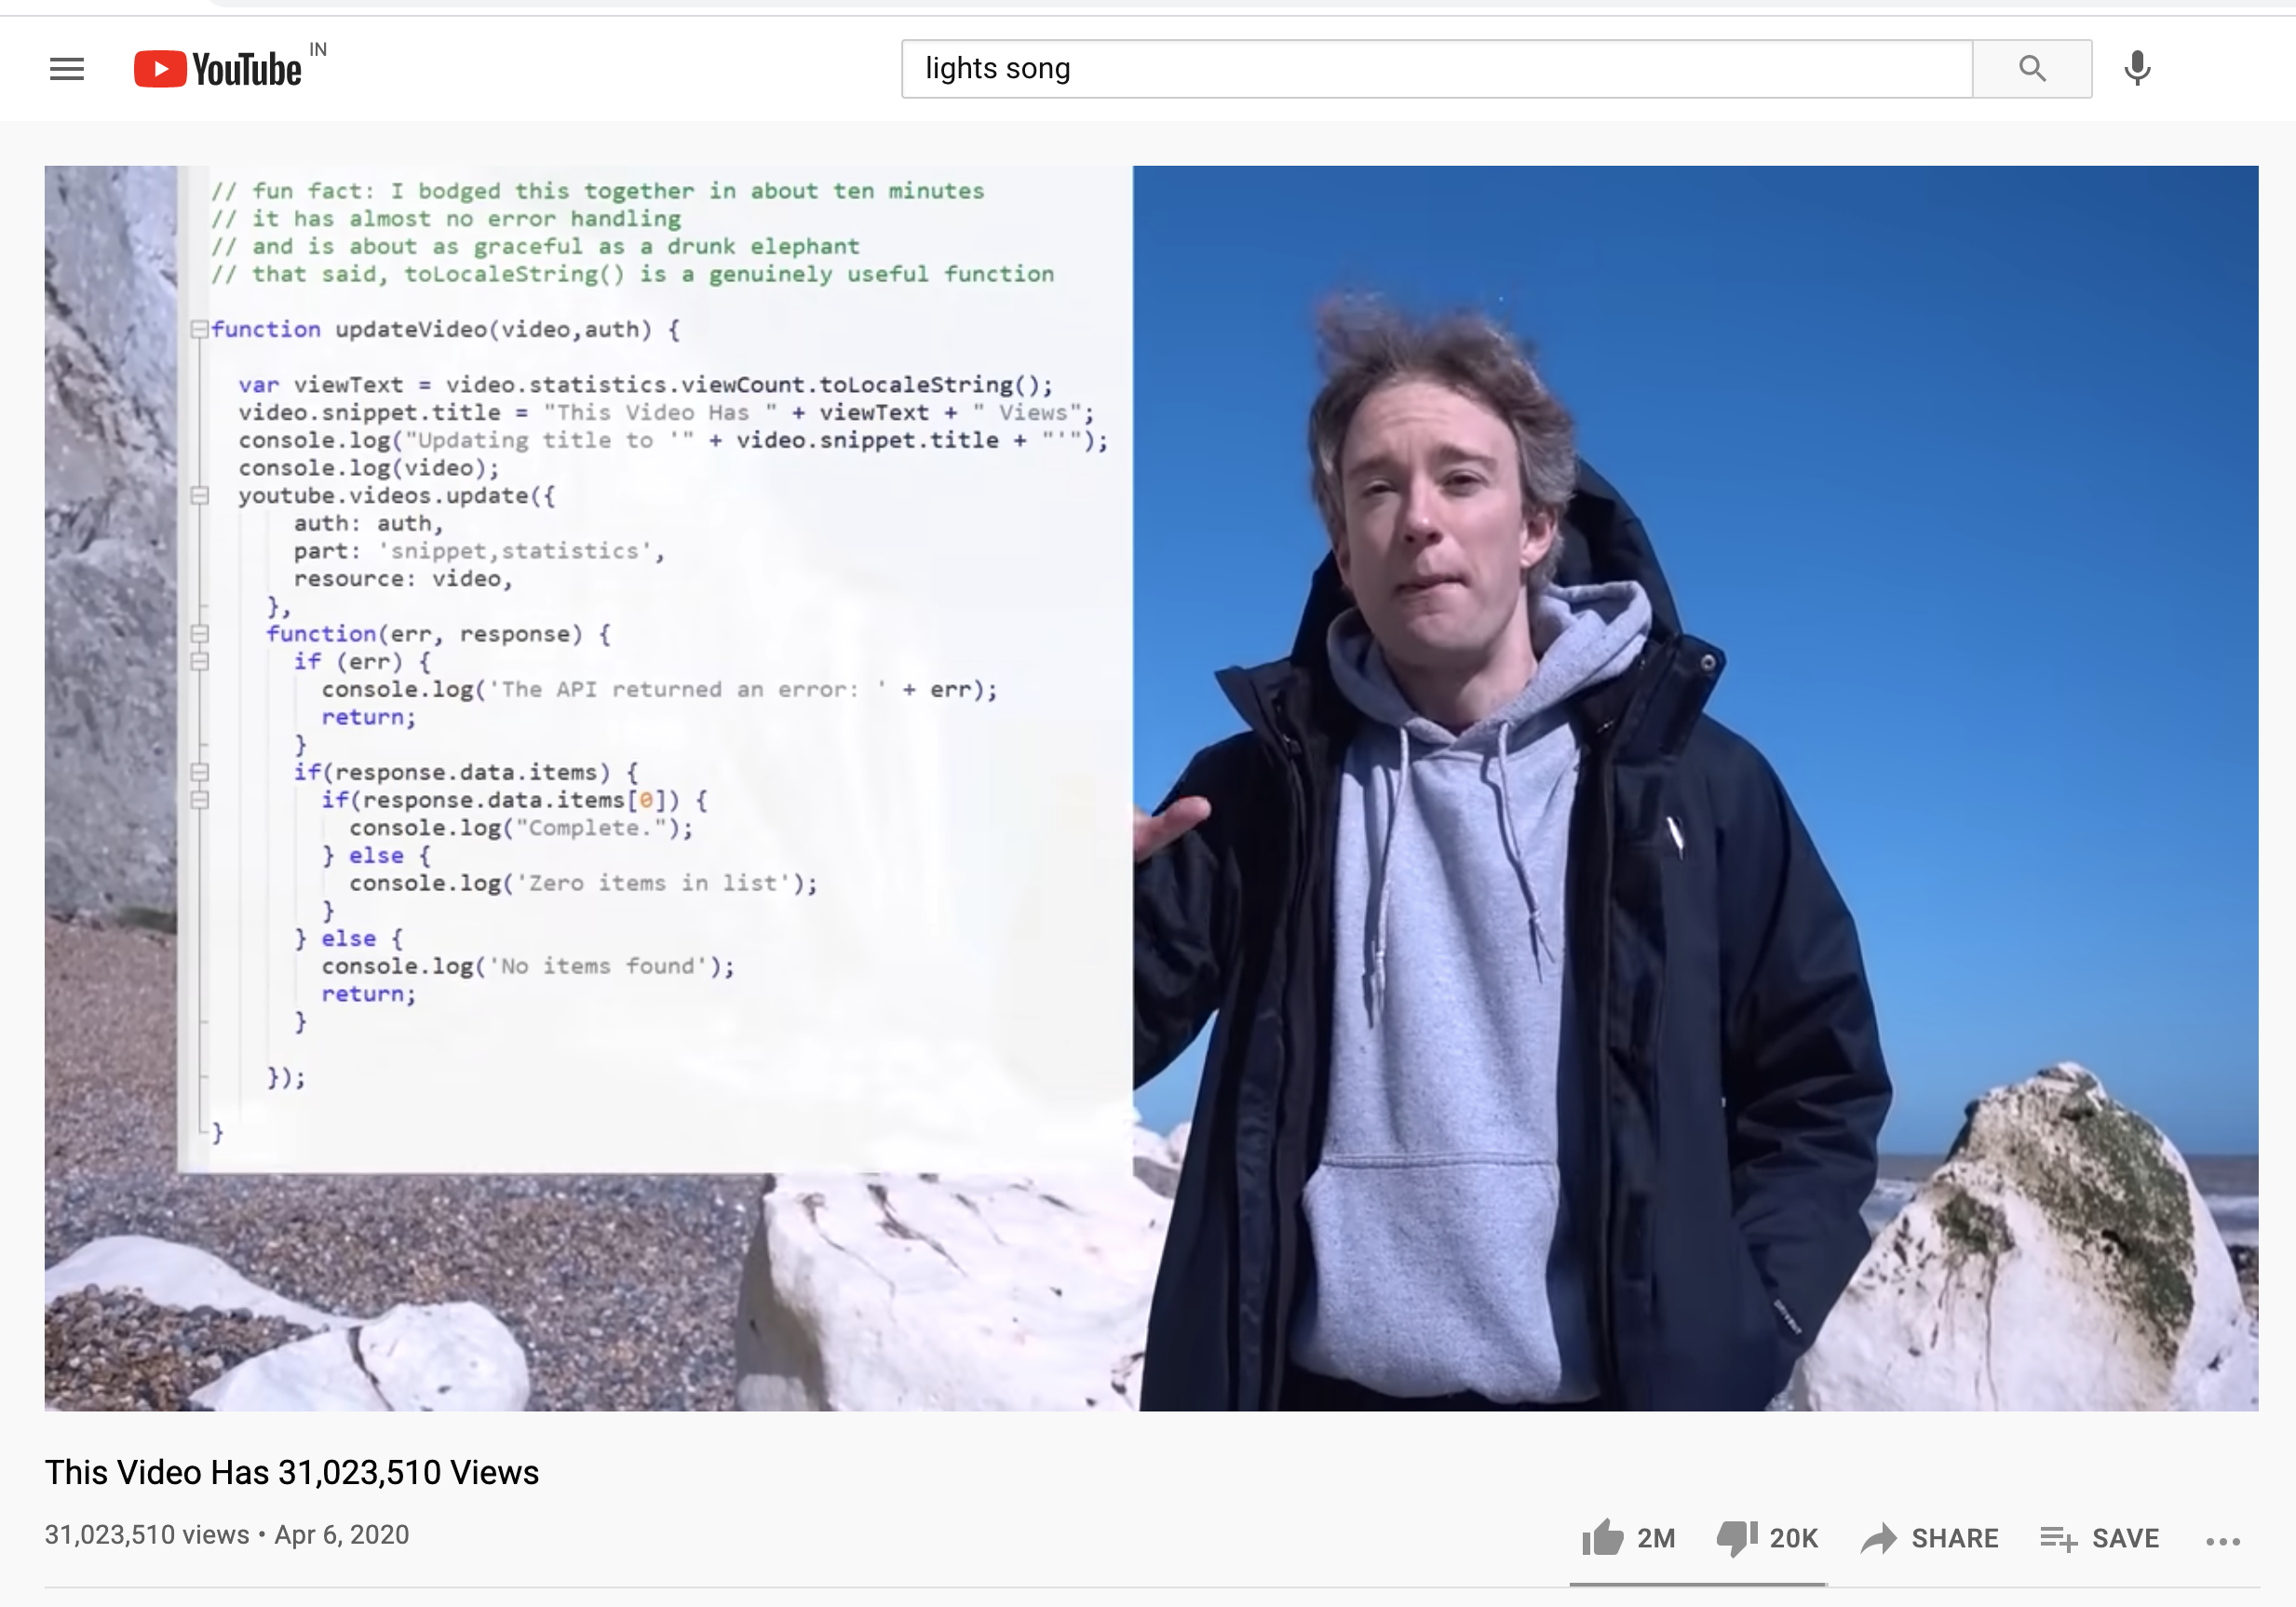 YouTube IN
lights song
// fun fact: I bodged this together in about ten minutes
// it has almost no error handling
// and is about as graceful as a drunk elephant
// that said, toLocaleString() is a genuinely useful function
function updateVideo(video,auth) {
var viewText = video.statistics.viewCount.toLocaleString();
video.snippet.title = "This Video Has " + viewText + " Views";
console.log("Updating title to '" + video.snippet.title + "'");
console.log(video);
youtube.videos.update({
auth: auth,
part: 'snippet,statistics',
resource: video,
},
function(err, response) {
if (err) {
console.log('The API returned an error: ' + err);
return;
}
if(response.data.items) {
if(response.data.items[0]) {
console.log("Complete.");
} else {
console.log('Zero items in list');
}
} else {
console.log('No items found');
return;
}
});
}
This Video Has 31,023,510 Views
31,023,510 views • Apr 6, 2020
2M 20K SHARE SAVE